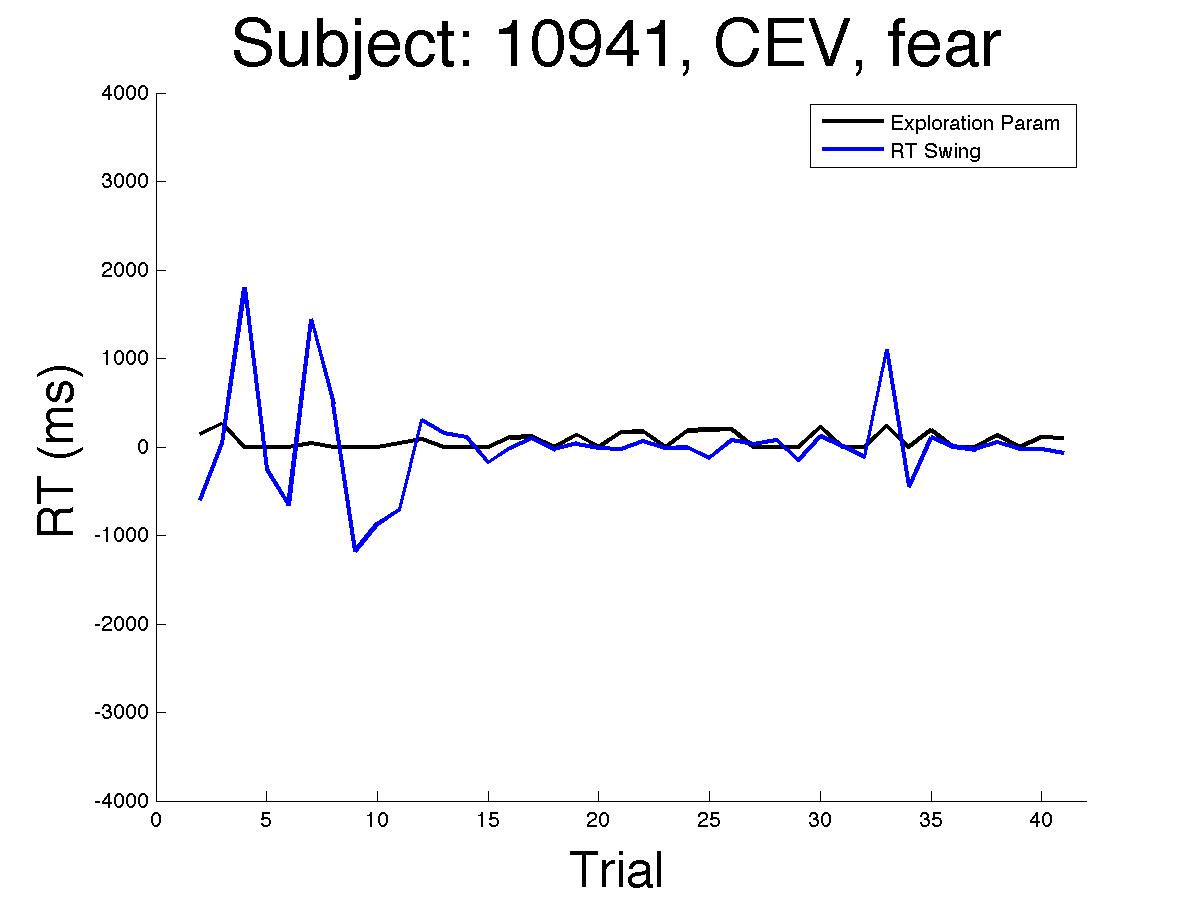 Subject: 10941, CEV, fear
4000
3000
2000
1000
0
-1000
-2000
-3000
-4000
RT (ms)
Exploration Param
RT Swing
0 5 10 15 20 25 30 35 40
Trial